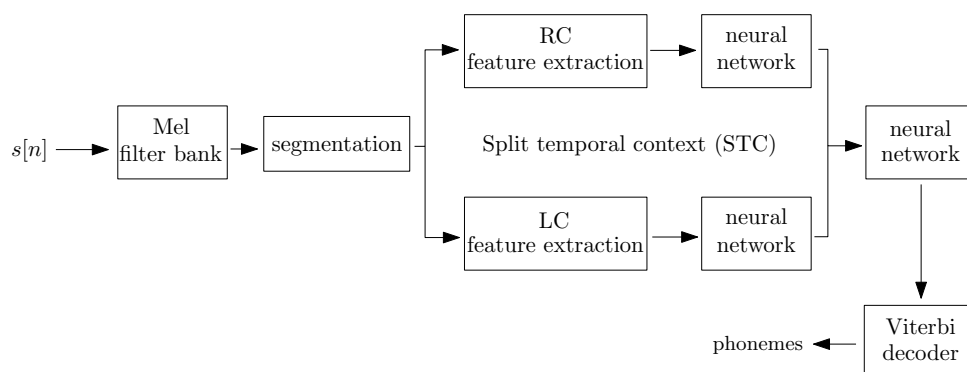 s[n]
Mel
filter bank
segmentation
RC
feature extraction
neural
network
Split temporal context (STC)
LC
feature extraction
neural
network
neural
network
Viterbi
decoder
phonemes